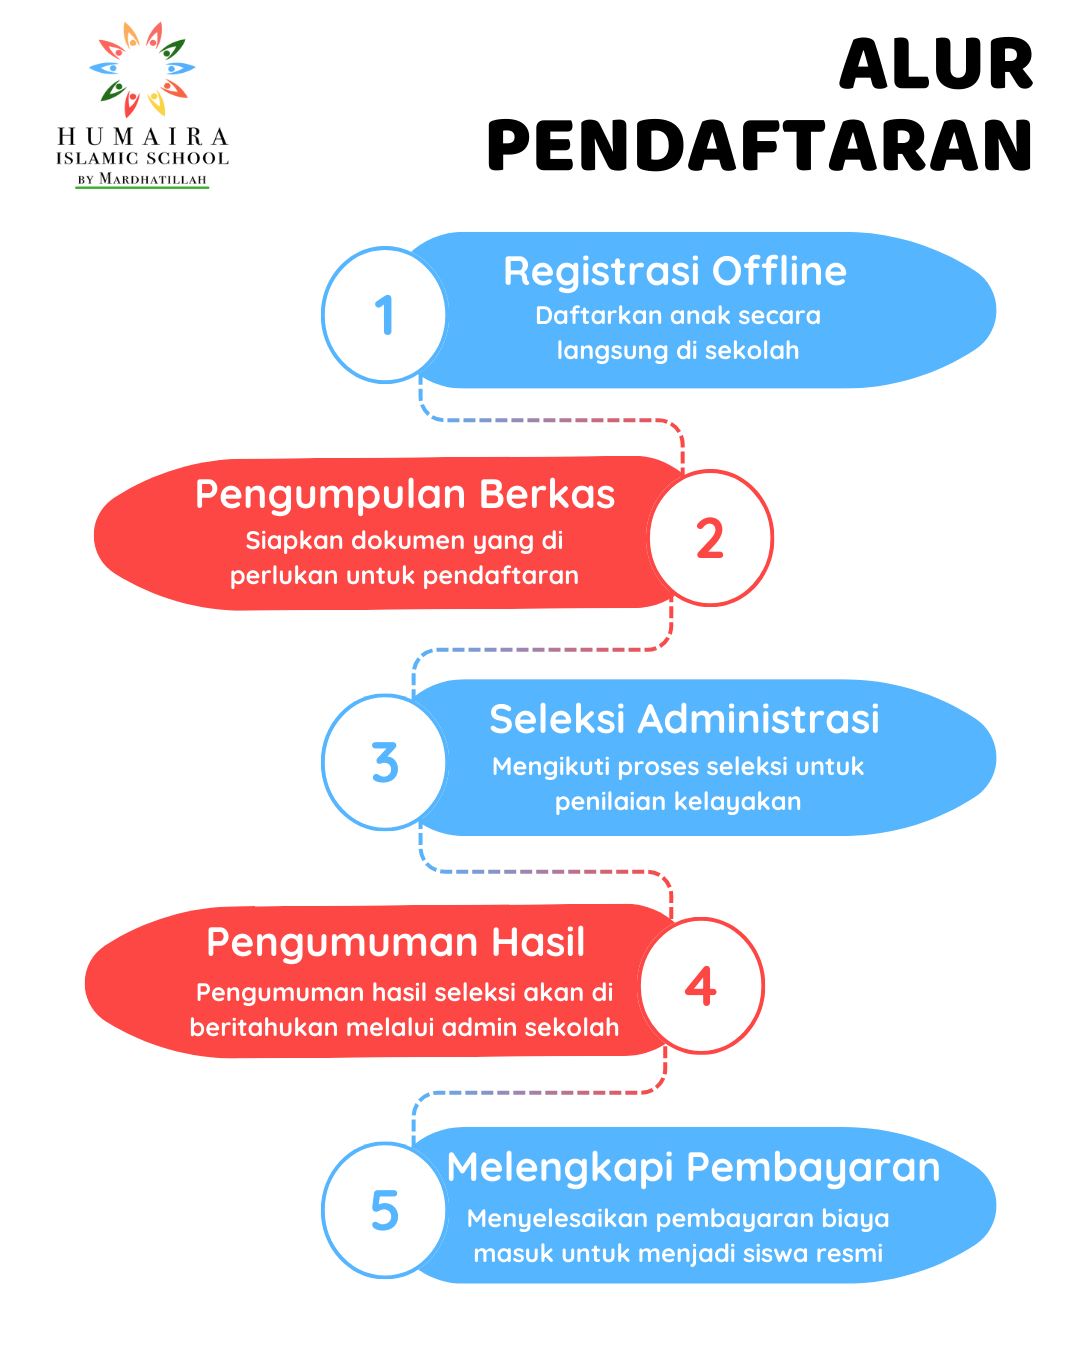 HUMAIRA
ISLAMIC SCHOOL
BY MARDHATILLAH
ALUR
PENDAFTARAN
1
Registrasi Offline
Daftarkan anak secara
langsung di sekolah
Pengumpulan Berkas
Siapkan dokumen yang di
perlukan untuk pendaftaran
2
3
Seleksi Administrasi
Mengikuti proses seleksi untuk
penilaian kelayakan
Pengumuman Hasil
Pengumuman hasil seleksi akan di
beritahukan melalui admin sekolah
4
5
Melengkapi Pembayaran
Menyelesaikan pembayaran biaya
masuk untuk menjadi siswa resmi